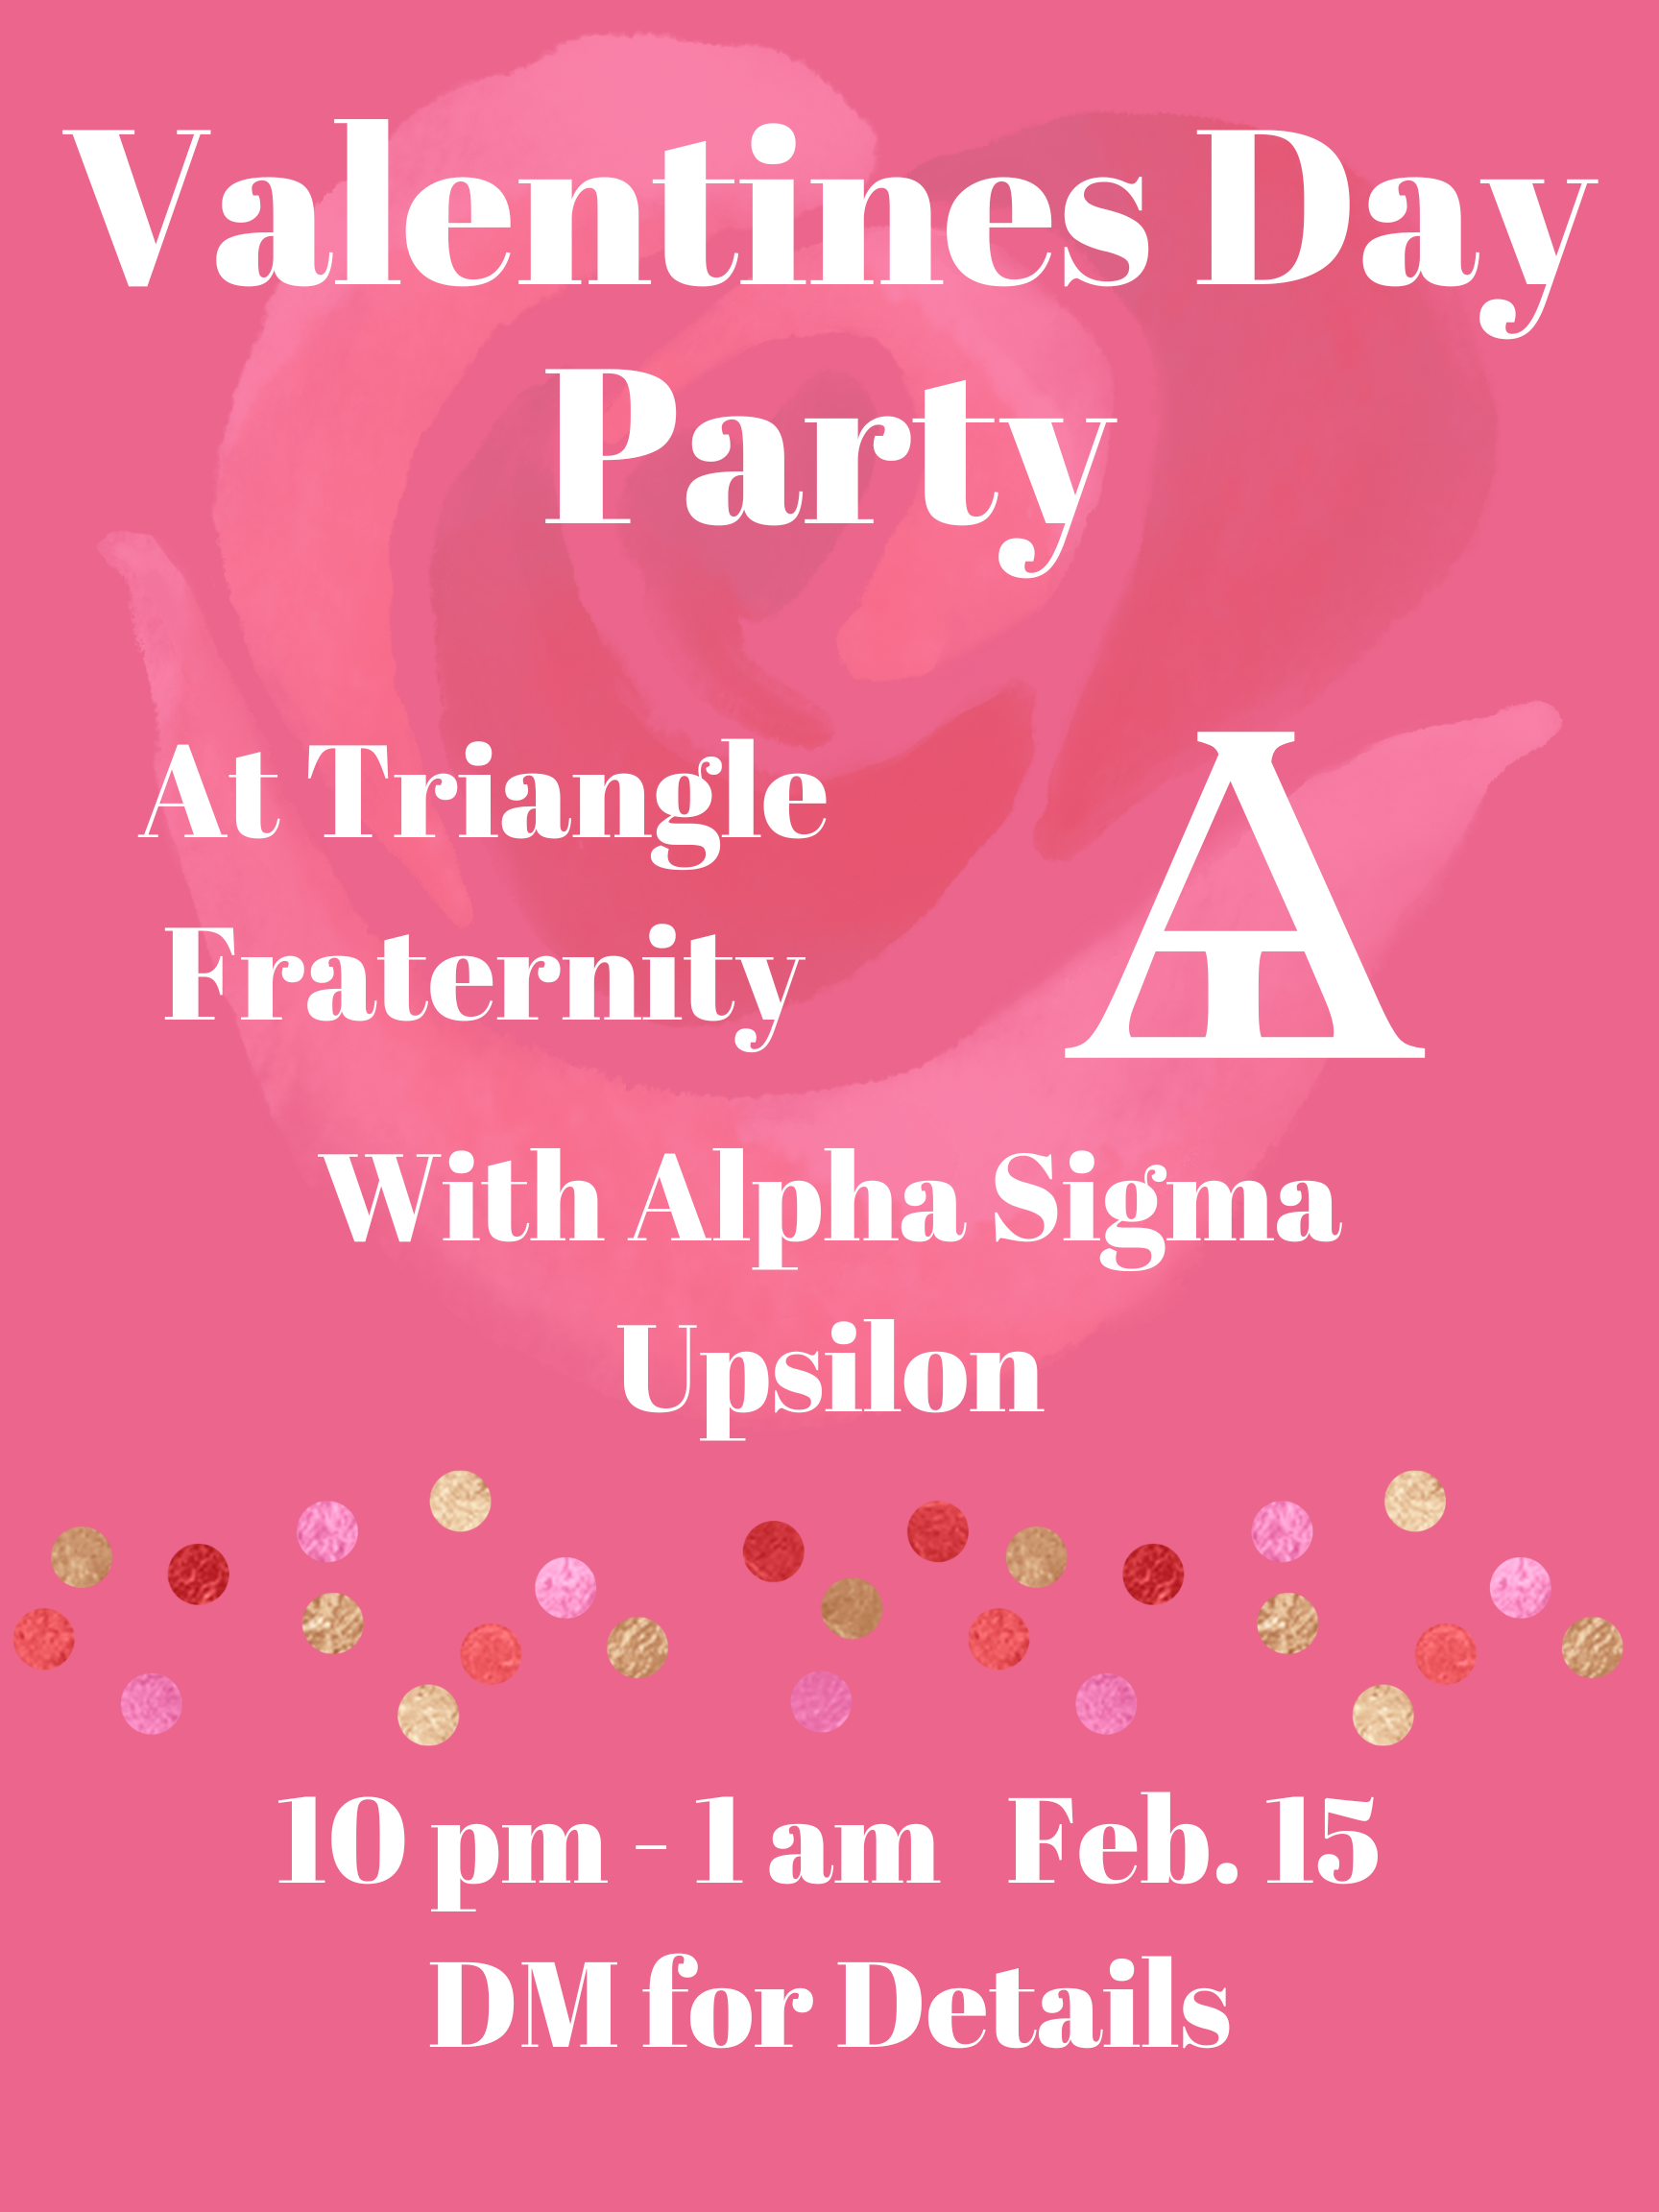 Valentines Day
Party
At Triangle
Fraternity
Ѧ
With Alpha Sigma
Upsilon
10 pm - 1 am Feb. 15
DM for Details